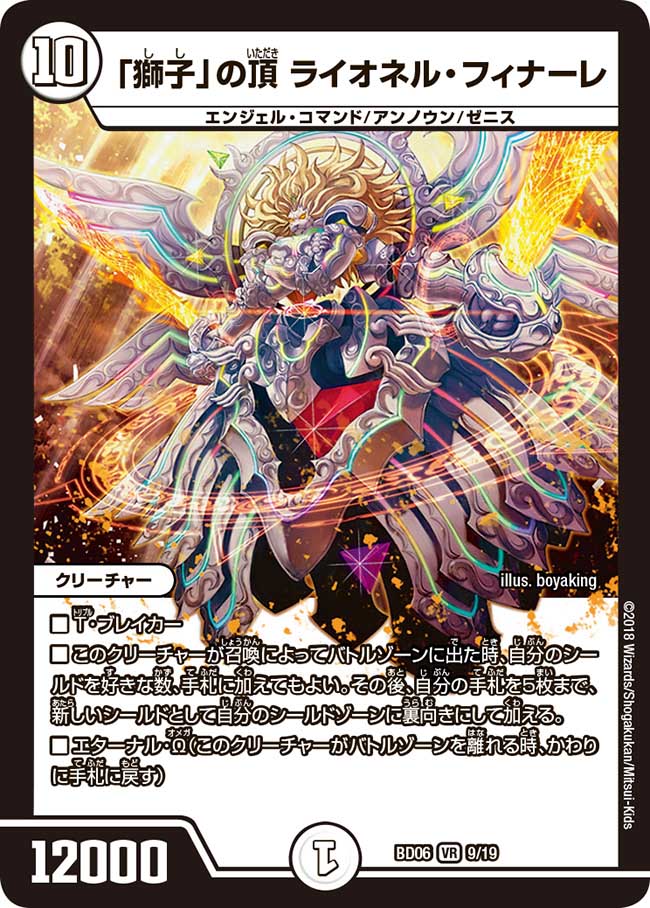 10
「獅子」の頂 ライオネル・フィナーレ
エンジェル・コマンド/アンノウン/ゼニス
クリーチャー
illus. boyaking
■T・ブレイカー
■このクリーチャーが召喚によってバトルゾーンに出た時、自分のシー
ルドを好きな数、手札に加えてもよい。その後、自分の手札を5枚まで、
新しいシールドとして自分のシールドゾーンに裏向きにして加える。
■エターナル・Ω(このクリーチャーがバトルゾーンを離れる時、かわり
に手札に戻す)
©2018 Wizards/Shogakukan/Mitsui-Kids
12000
BD06 VR 9/19